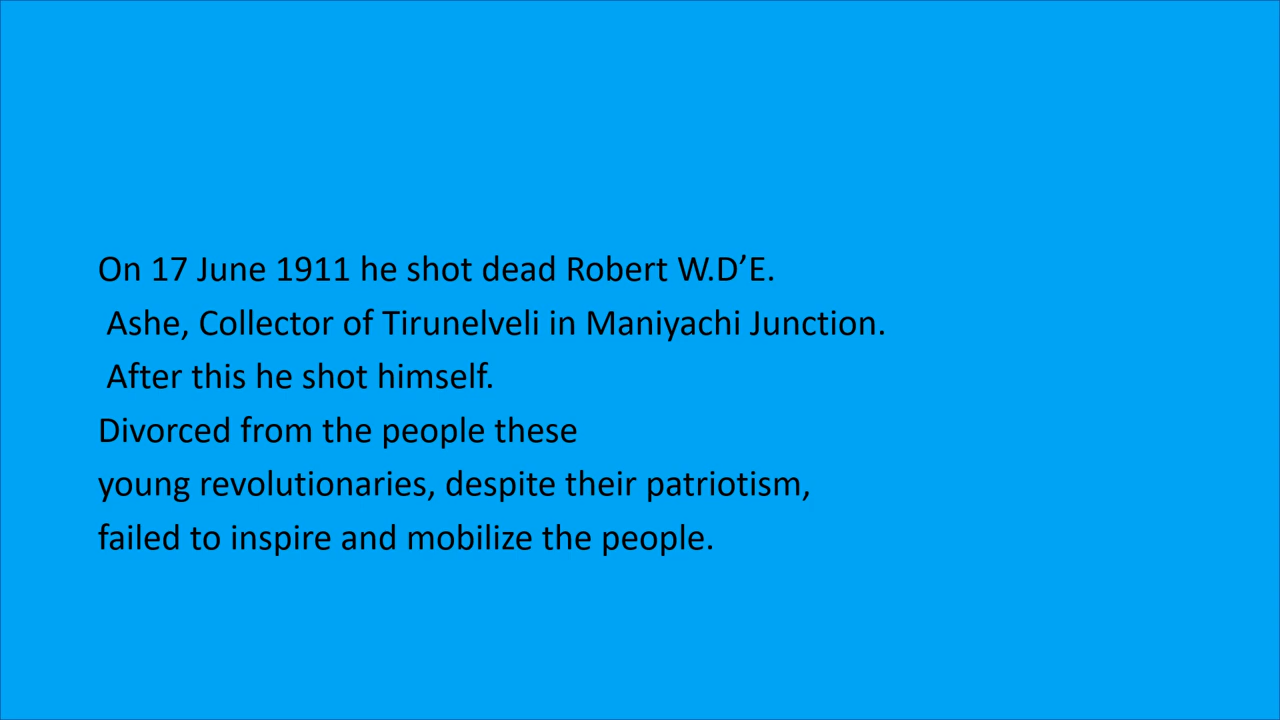 On 17 June 1911 he shot dead Robert W.D’E.
Ashe, Collector of Tirunelveli in Maniyachi Junction.
After this he shot himself.
Divorced from the people these
young revolutionaries, despite their patriotism,
failed to inspire and mobilize the people.